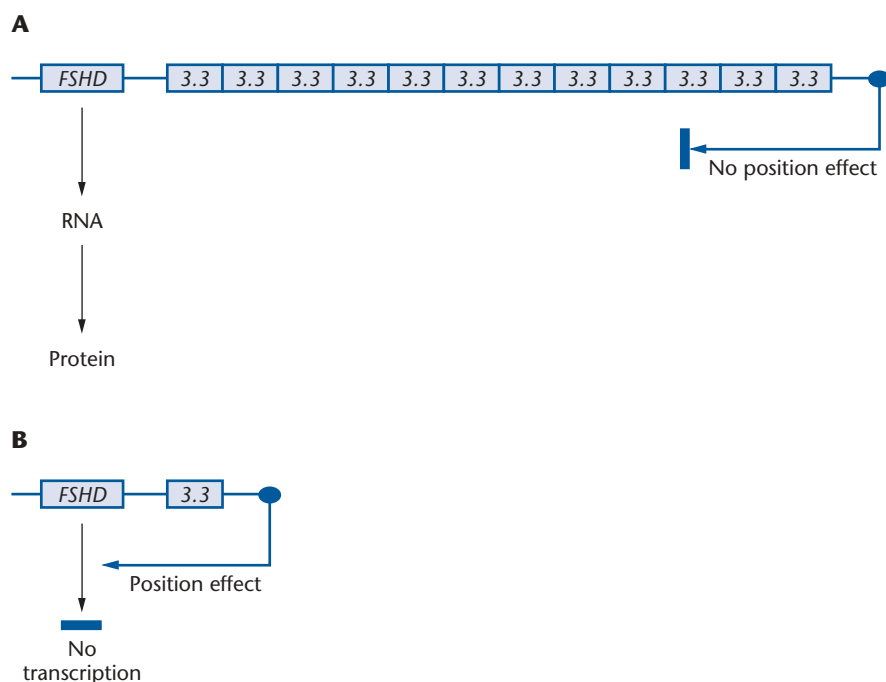 A
FSHD 3.3 3.3 3.3 3.3 3.3 3.3 3.3 3.3 3.3 3.3 3.3 3.3
No position effect
RNA
Protein
B
FSHD 3.3
Position effect
No
transcription